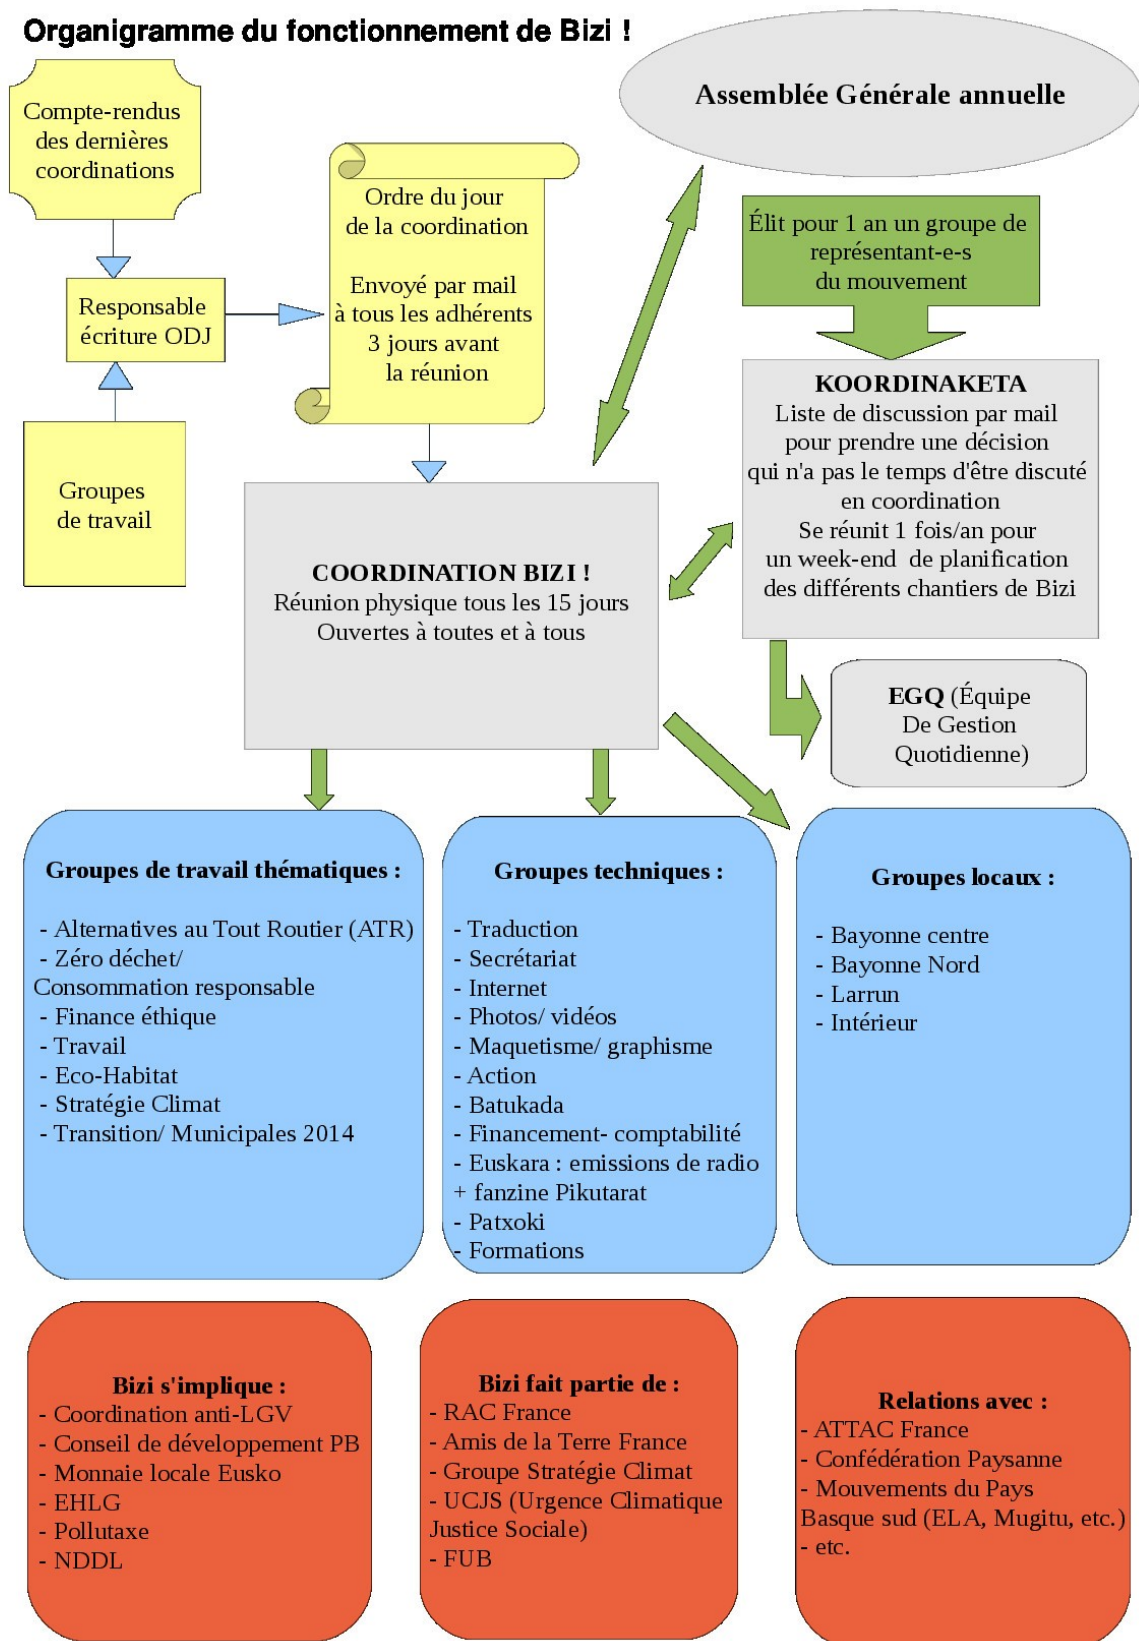 Organigramme du fonctionnement de Bizi !
Assemblée Générale annuelle
Compte-rendus
des dernières
coordinations
Ordre du jour
de la coordination
Envoyé par mail
à tous les adhérents
3 jours avant
la réunion
Responsable
écriture ODJ
Groupes
de travail
Élit pour 1 an un groupe de
représentant-e-s
du mouvement
KOORDINAKETA
Liste de discussion par mail
pour prendre une décision
qui n'a pas le temps d'être discuté
en coordination
Se réunit 1 fois/an pour
un week-end de planification
des différents chantiers de Bizi
COORDINATION BIZI !
Réunion physique tous les 15 jours
Ouvertes à toutes et à tous
EGQ (Équipe
De Gestion
Quotidienne)
Groupes de travail thématiques :
- Alternatives au Tout Routier (ATR)
- Zéro déchet/
Consommation responsable
- Finance éthique
- Travail
- Eco-Habitat
- Stratégie Climat
- Transition/ Municipales 2014
Groupes techniques :
- Traduction
- Secrétariat
- Internet
- Photos/ vidéos
- Maquetisme/ graphisme
- Action
- Batukada
- Financement- comptabilité
- Euskara : emissions de radio
+ fanzine Pikutarat
- Patxoki
- Formations
Groupes locaux :
- Bayonne centre
- Bayonne Nord
- Larrun
- Intérieur
Bizi s'implique :
- Coordination anti-LGV
- Conseil de développement PB
- Monnaie locale Eusko
- EHLG
- Pollutaxe
- NDDL
Bizi fait partie de :
- RAC France
- Amis de la Terre France
- Groupe Stratégie Climat
- UCJS (Urgence Climatique
Justice Sociale)
- FUB
Relations avec :
- ATTAC France
- Confédération Paysanne
- Mouvements du Pays
Basque sud (ELA, Mugitu, etc.)
- etc.